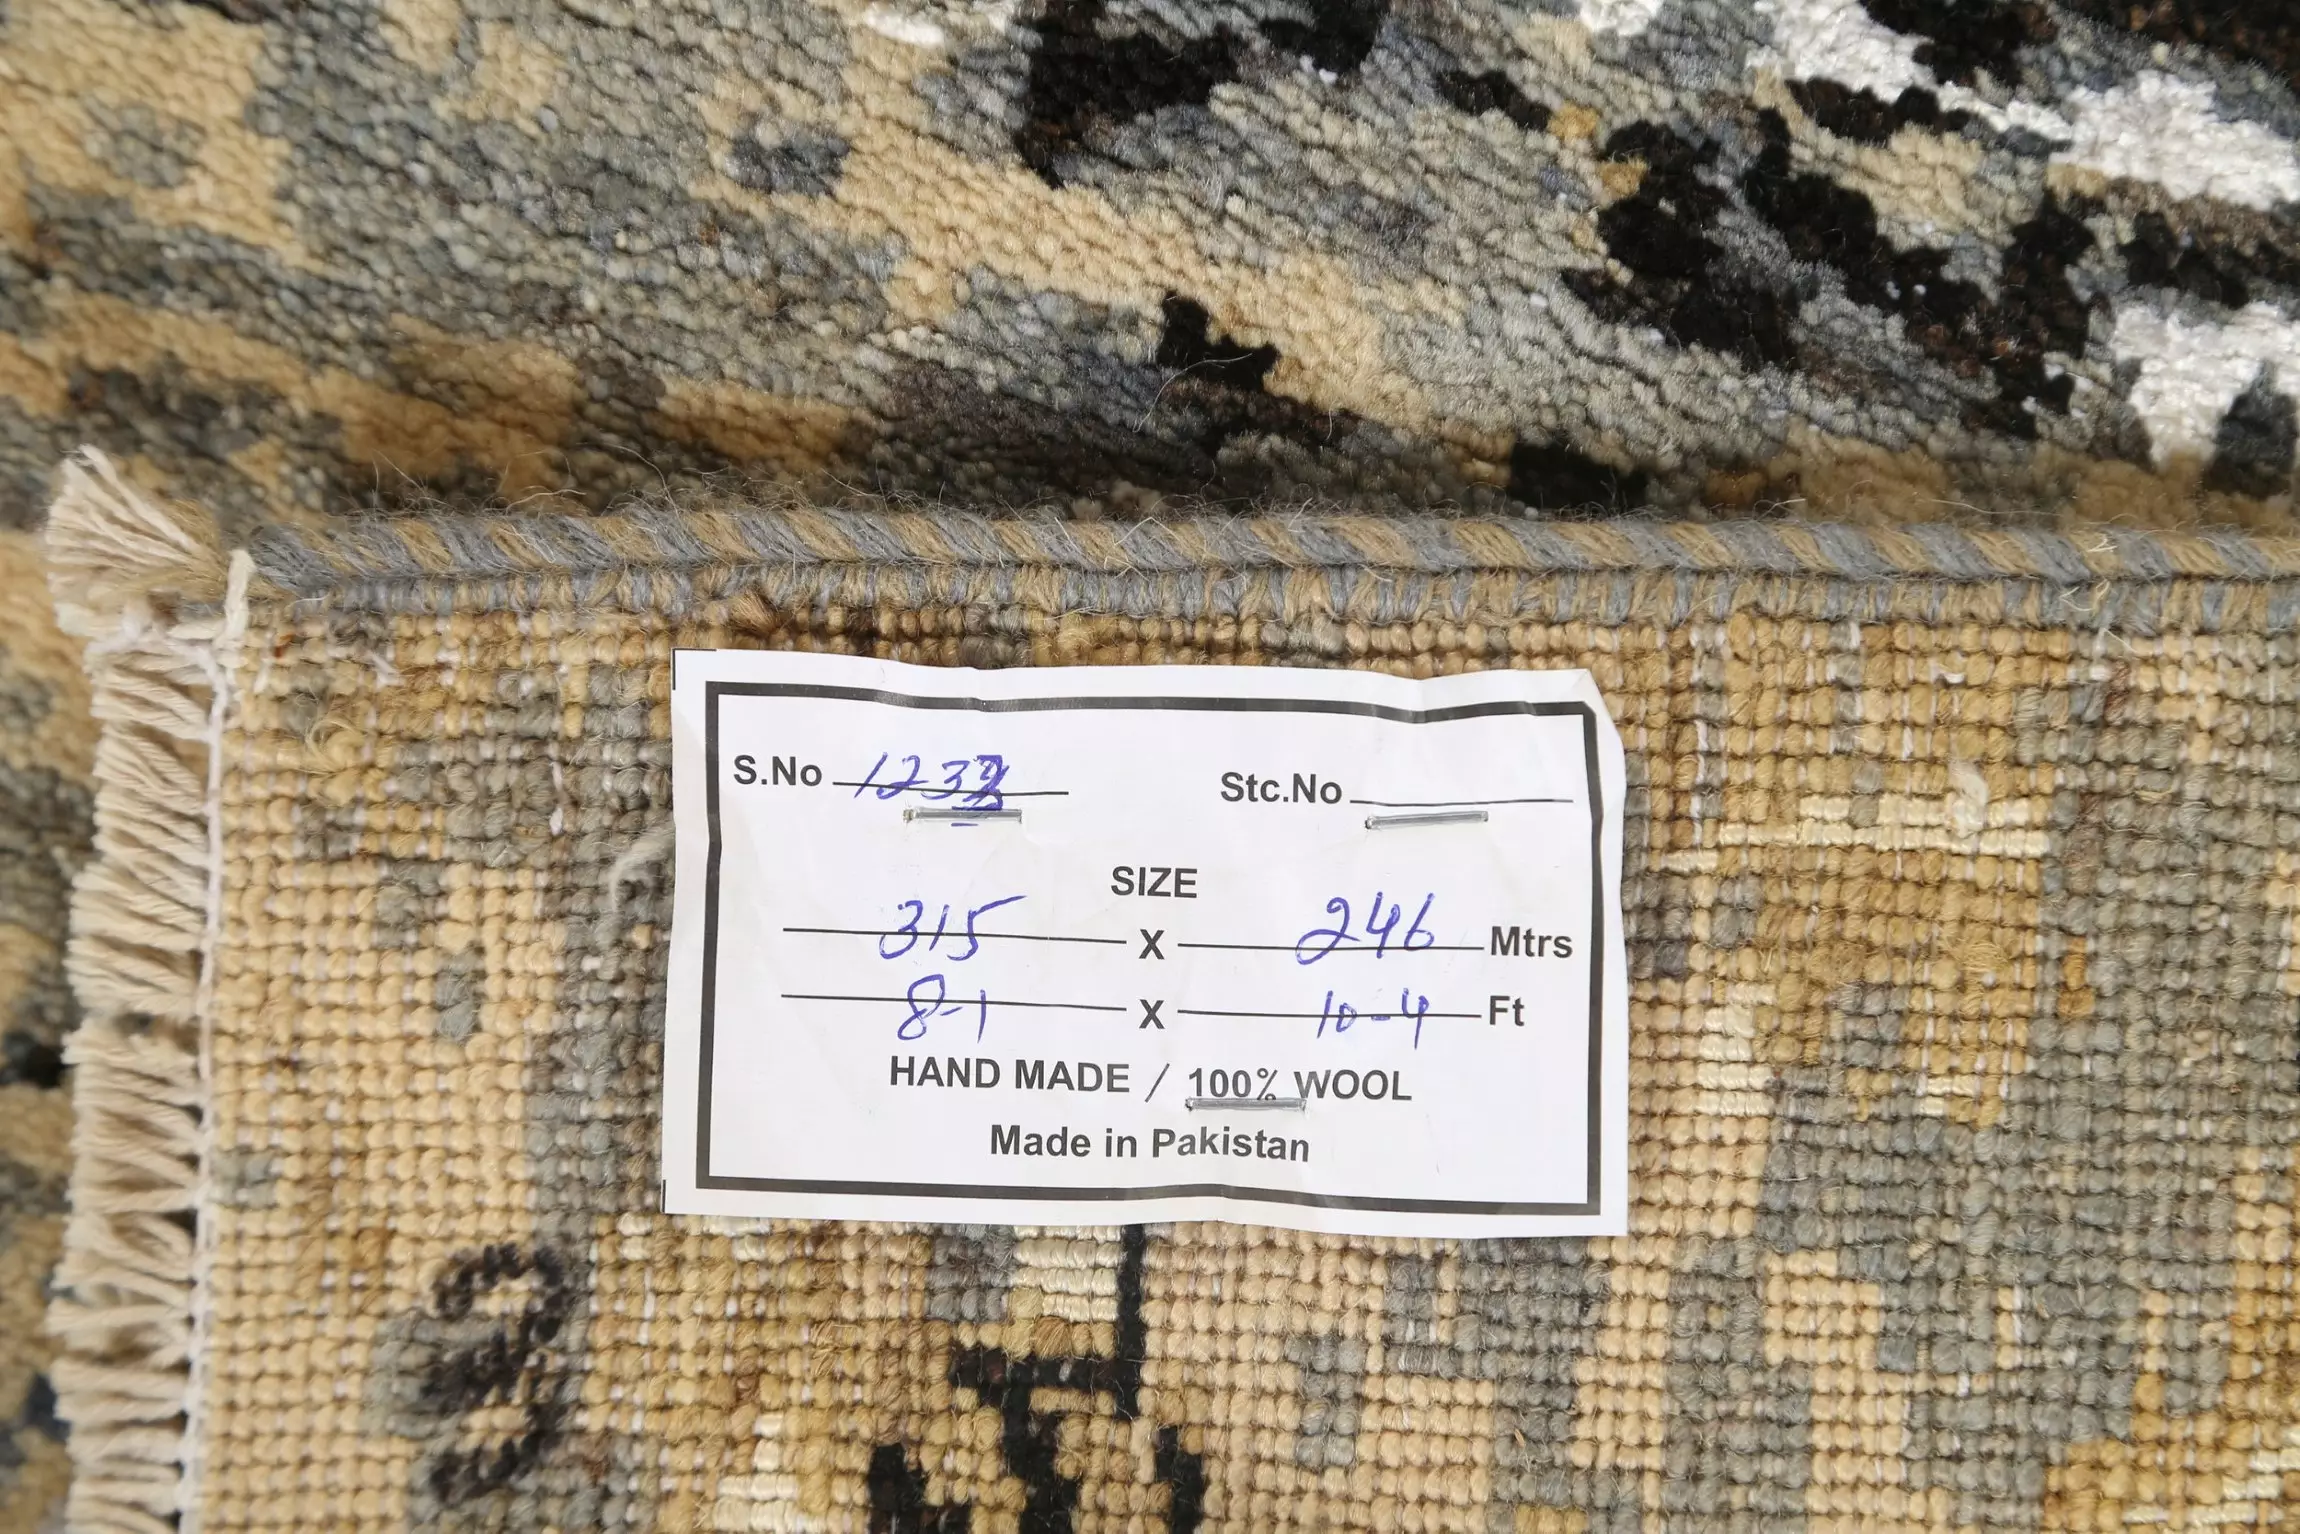 S.No 123 Stc.No
SIZE
315 X 246 Mtrs
8-1 X 10-4 Ft
HAND MADE / 100% WOOL
Made in Pakistan